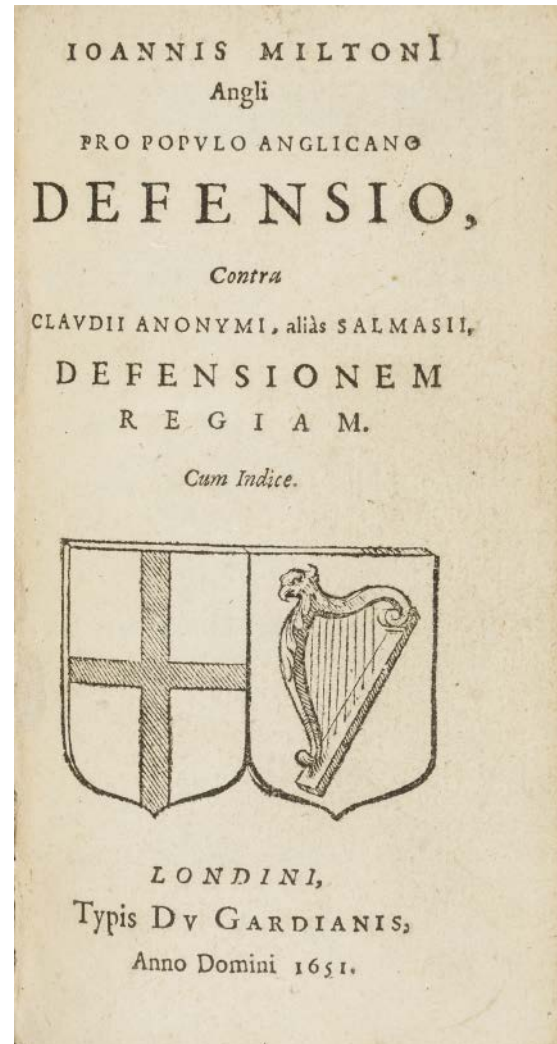 IOANNIS MILTONI
Angli
PRO POPVLO ANGLICANO
DEFENSIO,
Contra
CLAVDII ANONYMI, aliàs SALMASII,
DEFENSIONEM
REGIAM.
Cum Indice.
LONDINI,
Typis DV GARDIANIS,
Anno Domini 1651.